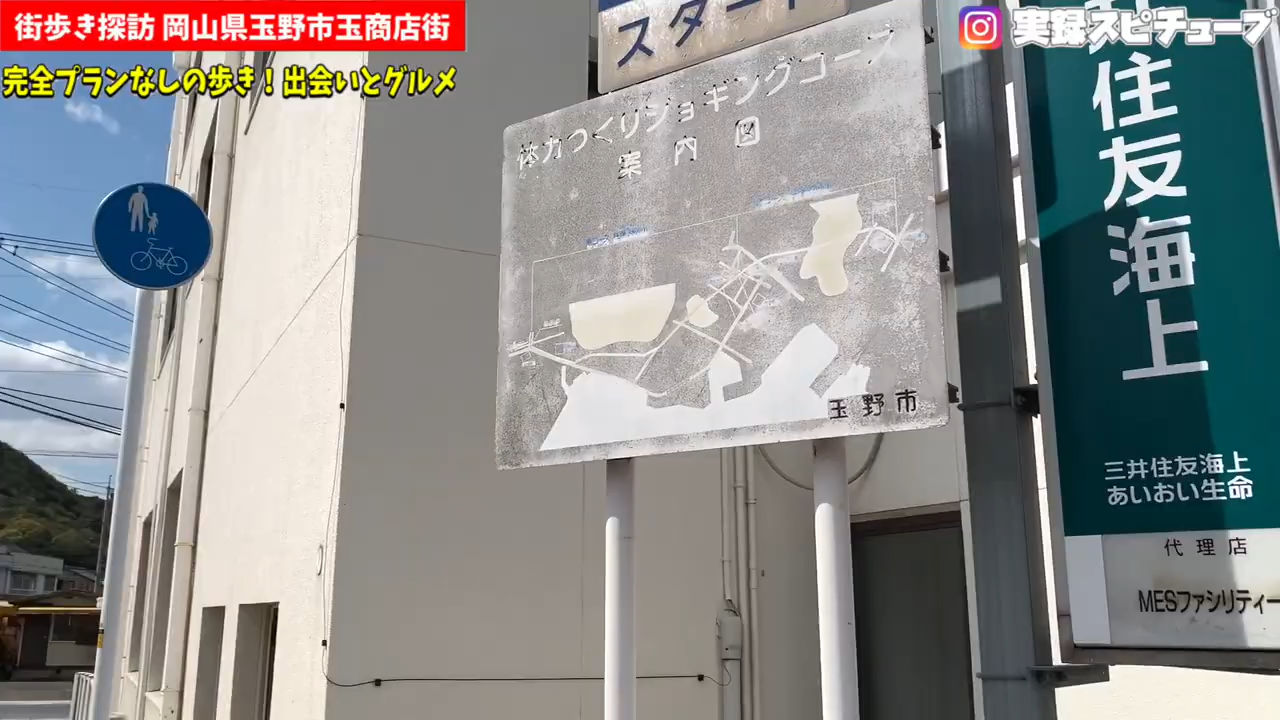 街歩き探訪 岡山県玉野市玉商店街
完全プランなしの歩き！出会いとグルメ
実録スピチューブ
スタート
体力つくりジョギングコース
案内図
玉野市
住友海上
三井住友海上
あいおい生命
代理店
MESファシリティー